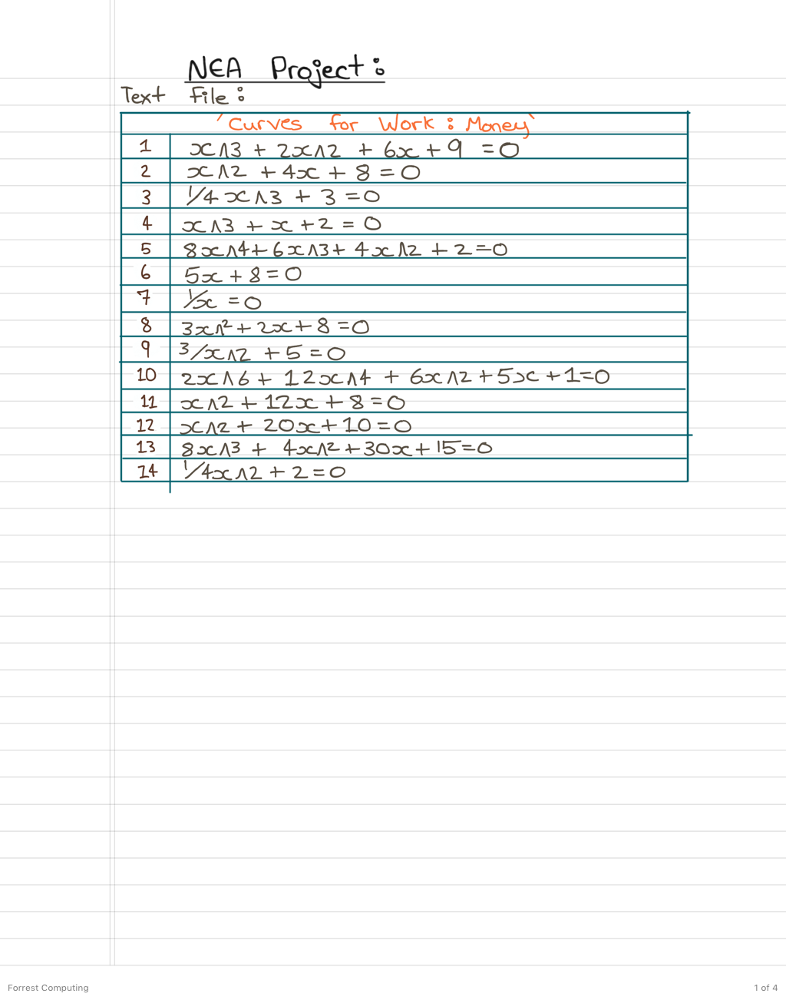 NEA Project:
Text File:
'Curves for Work: Money'
1 x^3 + 2x^2 + 6x + 9 = 0
2 x^2 + 4x + 8 = 0
3 1/4 x^3 + 3 = 0
4 x^3 + x + 2 = 0
5 8x^4 + 6x^3 + 4x^2 + 2 = 0
6 5x + 8 = 0
7 1/x = 0
8 3x^2 + 2x + 8 = 0
9 3/x^2 + 5 = 0
10 2x^6 + 12x^4 + 6x^2 + 5x + 1 = 0
11 x^2 + 12x + 8 = 0
12 x^2 + 20x + 10 = 0
13 8x^3 + 4x^2 + 30x + 15 = 0
14 1/4x^2 + 2 = 0
Forrest Computing 1 of 4